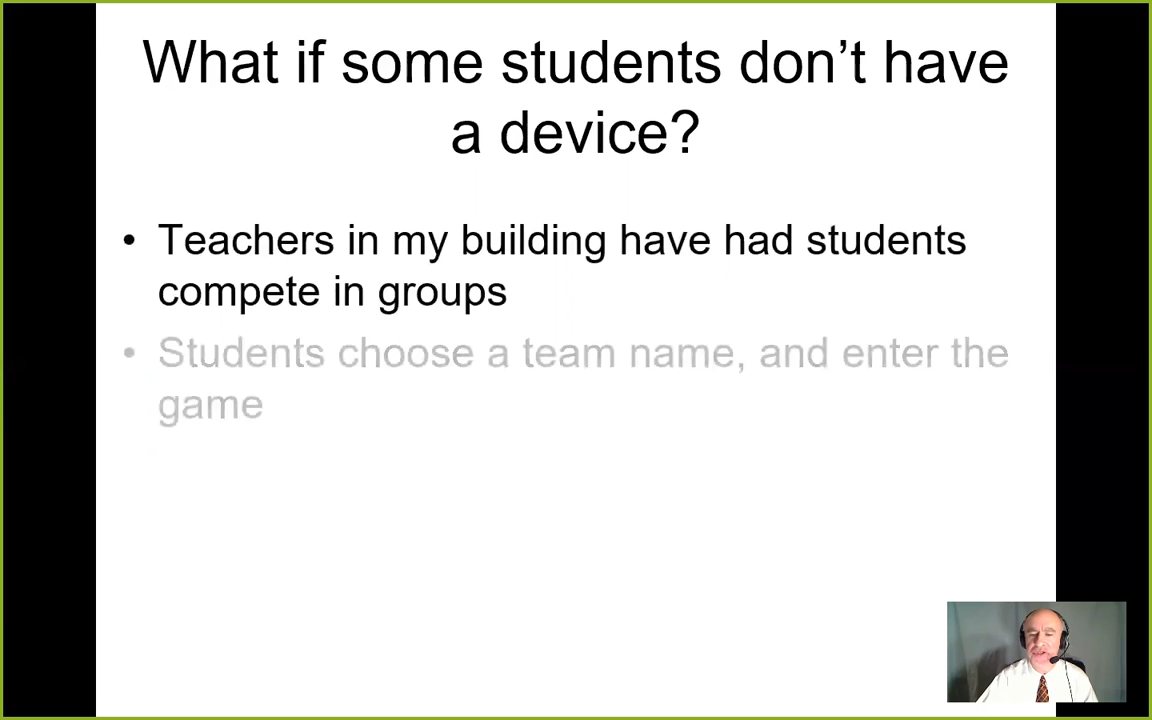 What if some students don’t have
a device?
• Teachers in my building have had students
compete in groups
• Students choose a team name, and enter the
game